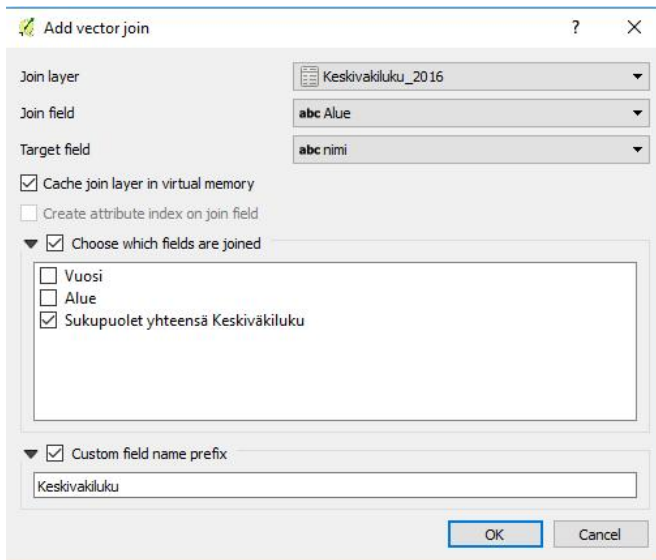 Add vector join ?
Join layer Keskivakiluku_2016
Join field abc Alue
Target field abc nimi
Cache join layer in virtual memory
Create attribute index on join field
Choose which fields are joined
Vuosi
Alue
Sukupuolet yhteensä Keskiväkiluku
Custom field name prefix
Keskivakiluku
OK Cancel